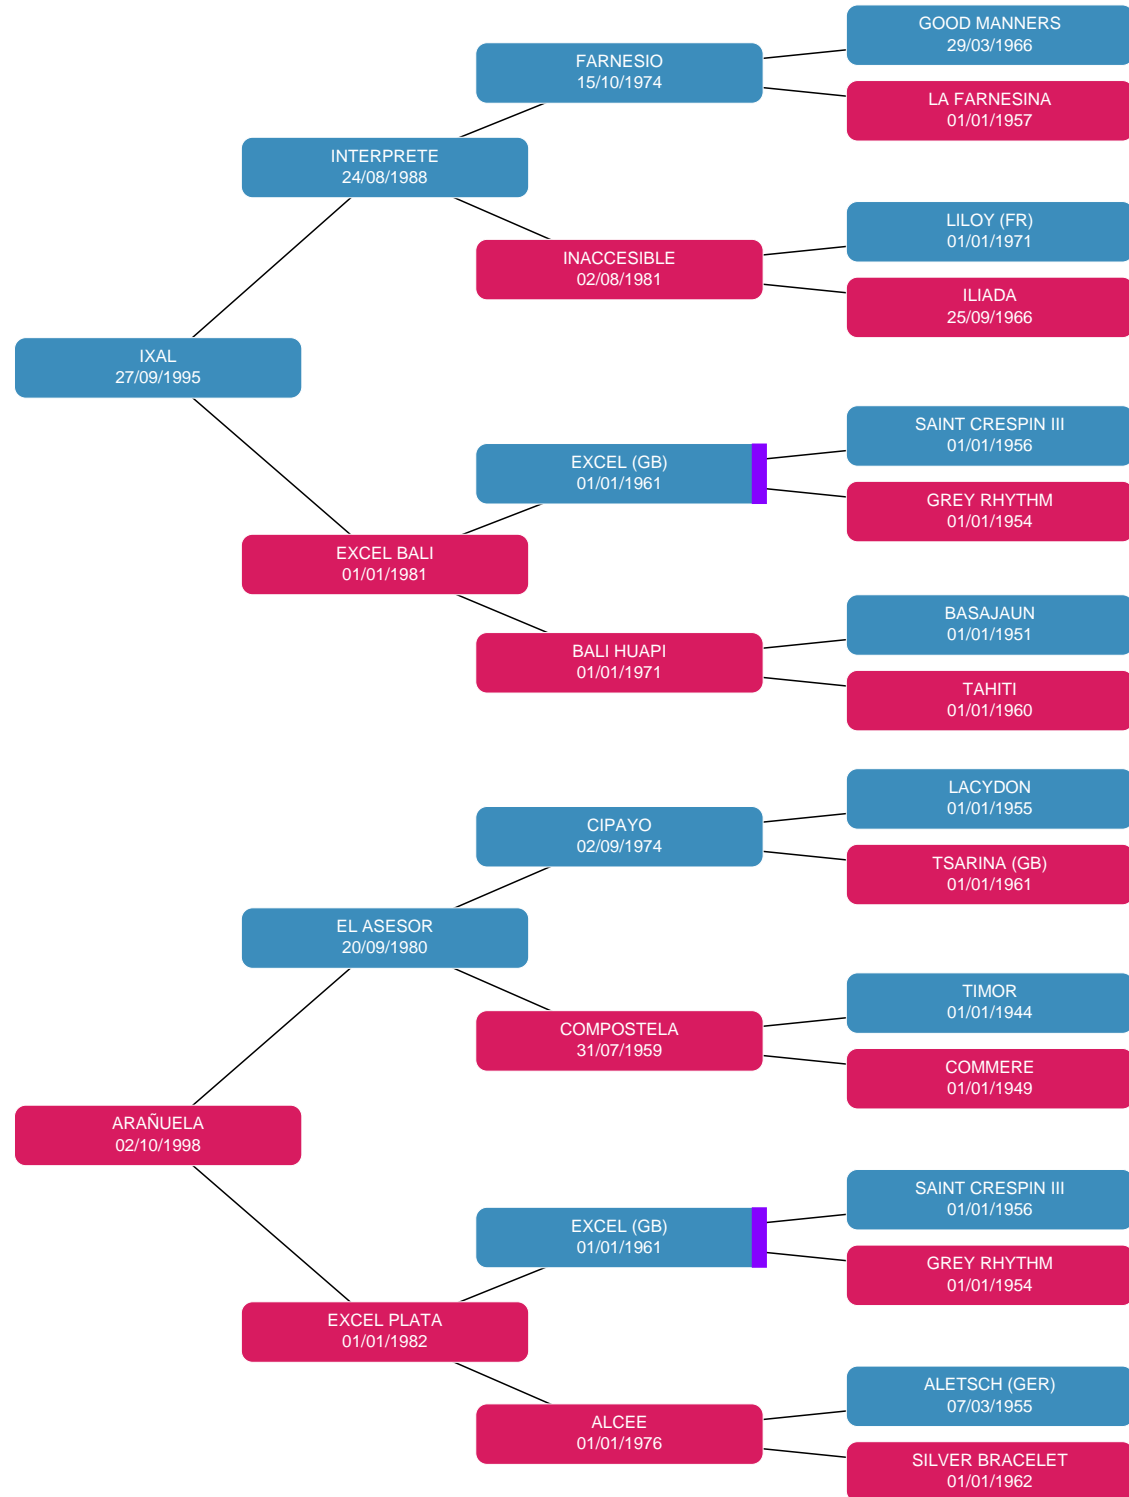 GOOD MANNERS
29/03/1966
FARNESIO
15/10/1974
LA FARNESINA
01/01/1957
INTERPRETE
24/08/1988
LILOY (FR)
01/01/1971
INACCESIBLE
02/08/1981
ILIADA
25/09/1966
IXAL
27/09/1995
SAINT CRESPIN III
01/01/1956
EXCEL (GB)
01/01/1961
GREY RHYTHM
01/01/1954
EXCEL BALI
01/01/1981
BASAJAUN
01/01/1951
BALI HUAPI
01/01/1971
TAHITI
01/01/1960
LACYDON
01/01/1955
CIPAYO
02/09/1974
TSARINA (GB)
01/01/1961
EL ASESOR
20/09/1980
TIMOR
01/01/1944
COMPOSTELA
31/07/1959
COMMERE
01/01/1949
ARAÑUELA
02/10/1998
SAINT CRESPIN III
01/01/1956
EXCEL (GB)
01/01/1961
GREY RHYTHM
01/01/1954
EXCEL PLATA
01/01/1982
ALETSCH (GER)
07/03/1955
ALCEE
01/01/1976
SILVER BRACELET
01/01/1962